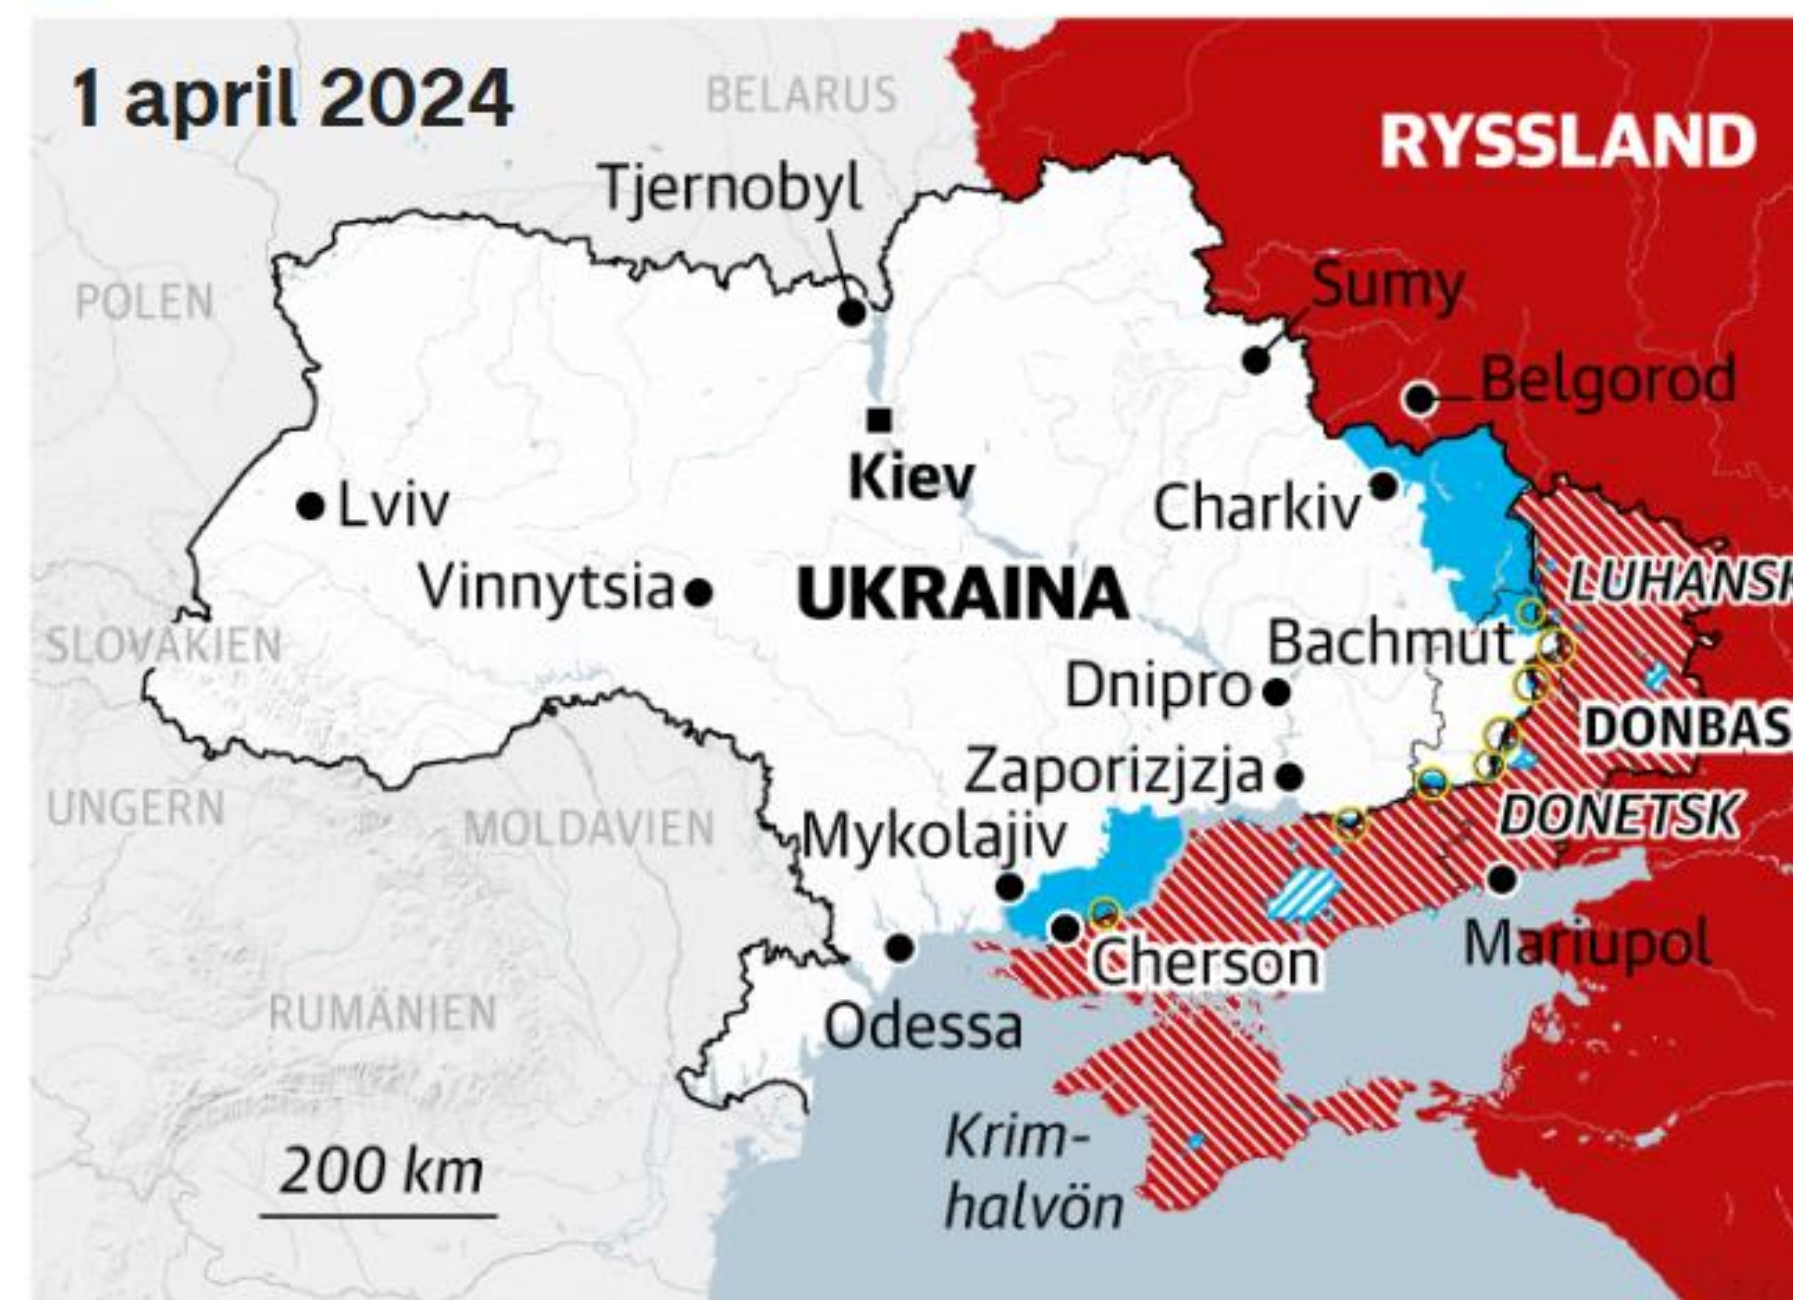 1 april 2024
BELARUS
RYSSLAND
Tjernobyl
POLEN
Sumy
Belgorod
Kiev
Lviv
Charkiv
Vinnytsia
UKRAINA
LUHANSK
SLOVAKIEN
Bachmut
Dnipro
DONBAS
Zaporizjzja
UNGERN
MOLDAVIEN
Mykolajiv
DONETSK
Cherson
Mariupol
RUMÄNIEN
Odessa
Krim-
halvön
200 km